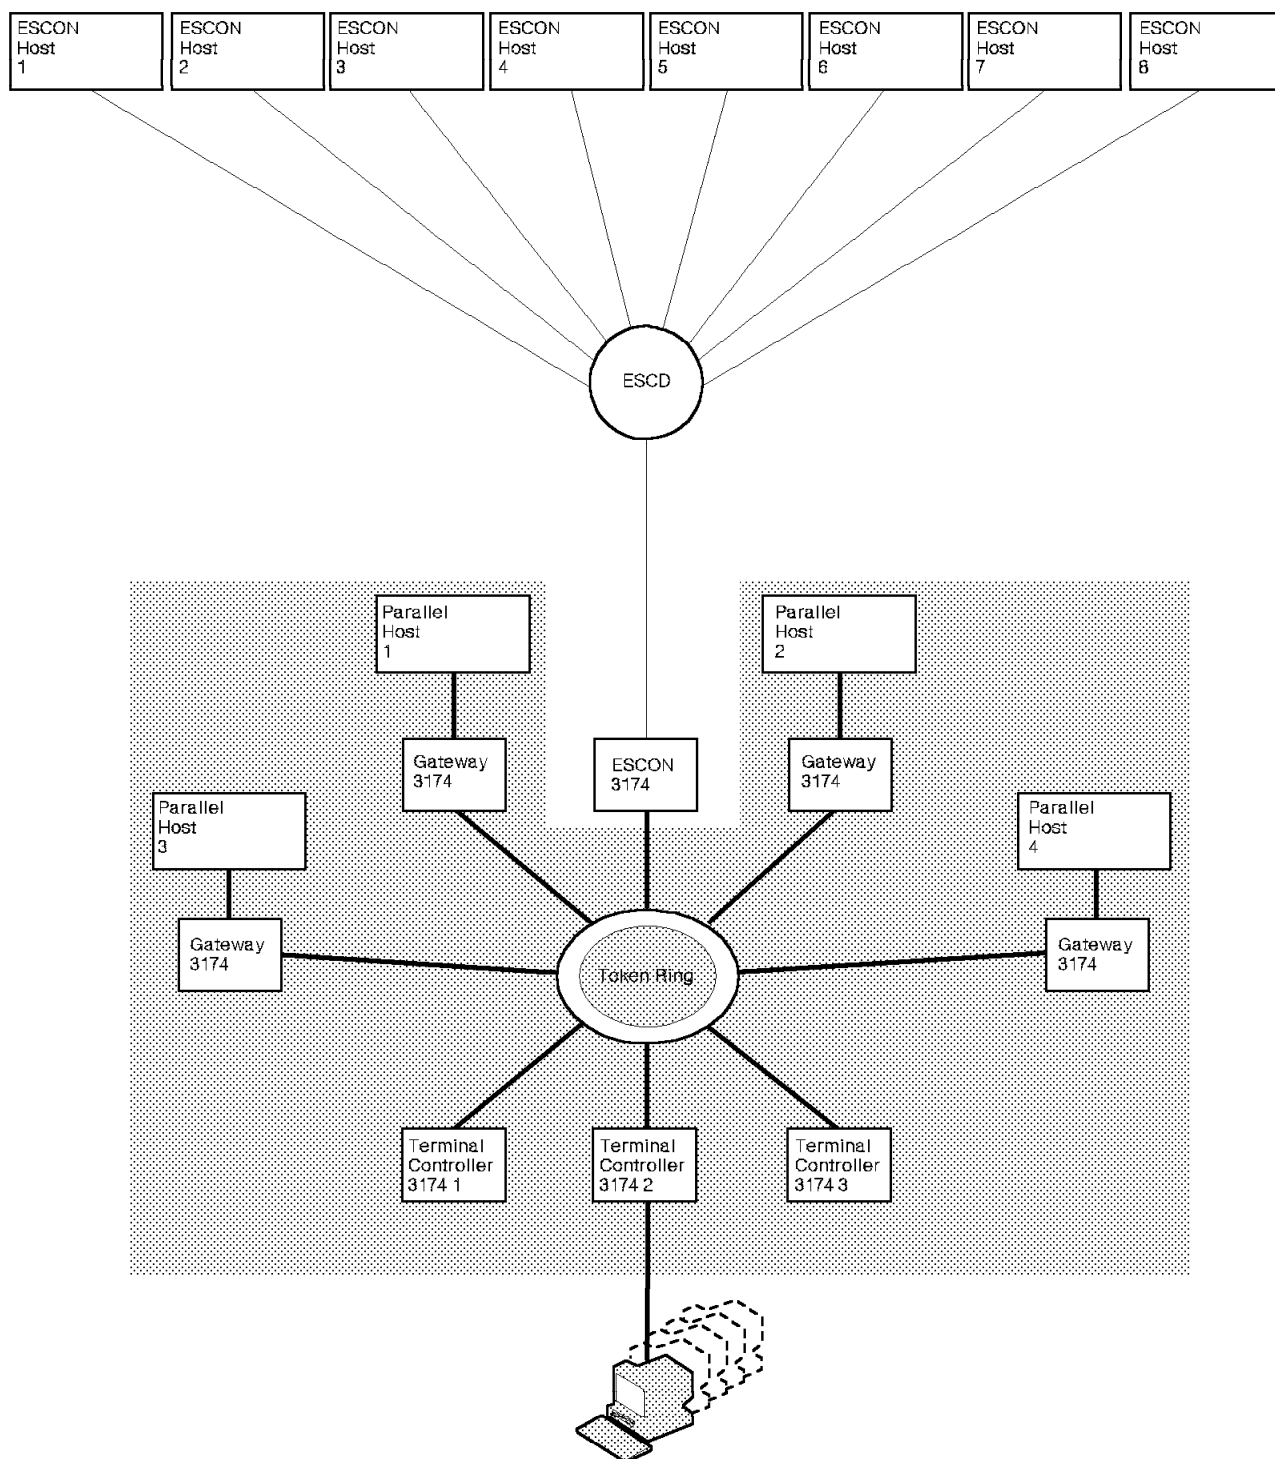 ESCON
Host
1
ESCON
Host
2
ESCON
Host
3
ESCON
Host
4
ESCON
Host
5
ESCON
Host
6
ESCON
Host
7
ESCON
Host
8
ESCD
Parallel
Host
1
Parallel
Host
2
Gateway
3174
ESCON
3174
Gateway
3174
Parallel
Host
3
Parallel
Host
4
Gateway
3174
Token Ring
Gateway
3174
Terminal
Controller
3174 1
Terminal
Controller
3174 2
Terminal
Controller
3174 3